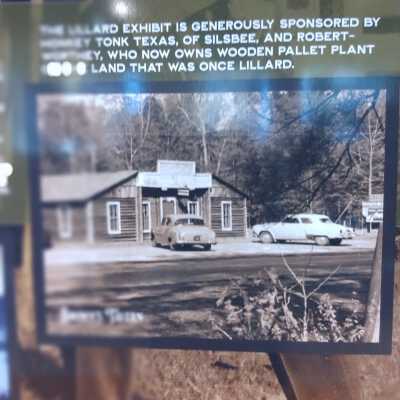 THE LILLARD EXHIBIT IS GENEROUSLY SPONSORED BY
TONK TEXAS, OF SILSBEE, AND ROBERT-
WHO NOW OWNS WOODEN PALLET PLANT
LAND THAT WAS ONCE LILLARD.